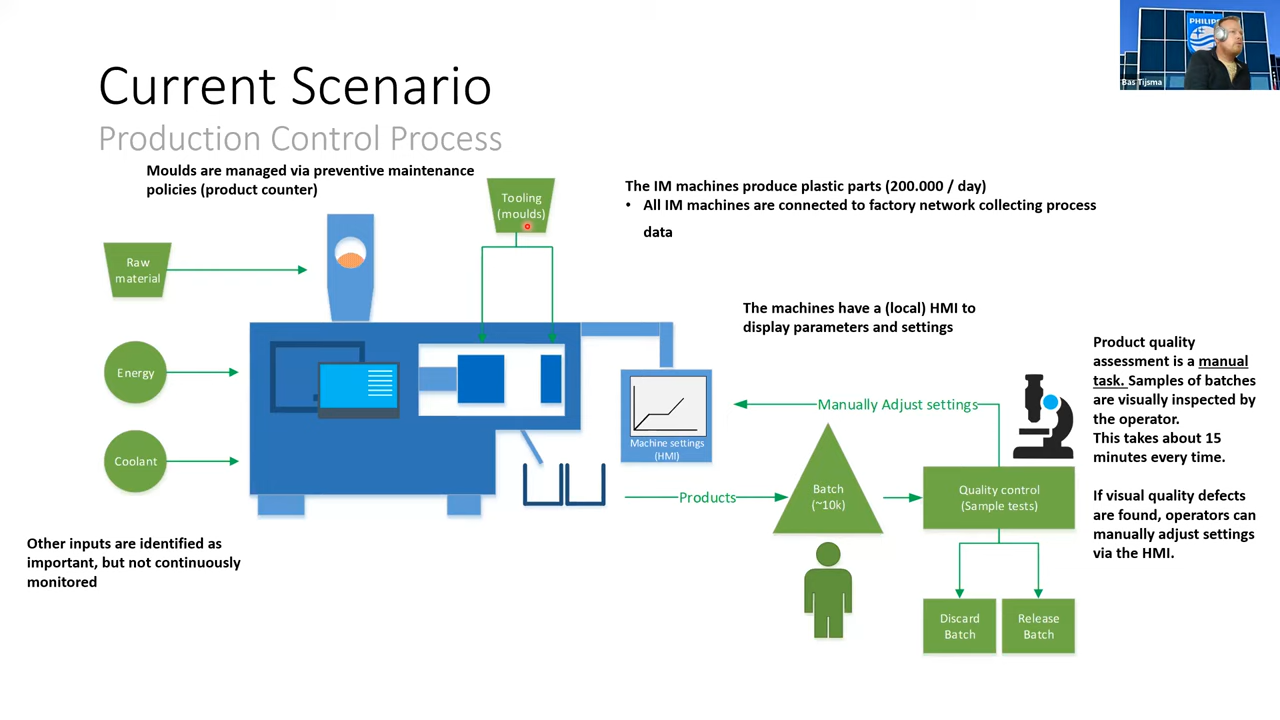 PHILIPS
Bas Tijsma
Current Scenario
Production Control Process
Moulds are managed via preventive maintenance
policies (product counter)
Tooling
(moulds)
The IM machines produce plastic parts (200.000 / day)
• All IM machines are connected to factory network collecting process
data
Raw
material
The machines have a (local) HMI to
display parameters and settings
Energy
Coolant
Machine settings
(HMI)
Manually Adjust settings
Product quality
assessment is a manual
task. Samples of batches
are visually inspected by
the operator.
This takes about 15
minutes every time.
If visual quality defects
are found, operators can
manually adjust settings
via the HMI.
Products
Batch
(~10k)
Quality control
(Sample tests)
Other inputs are identified as
important, but not continuously
monitored
Discard
Batch
Release
Batch